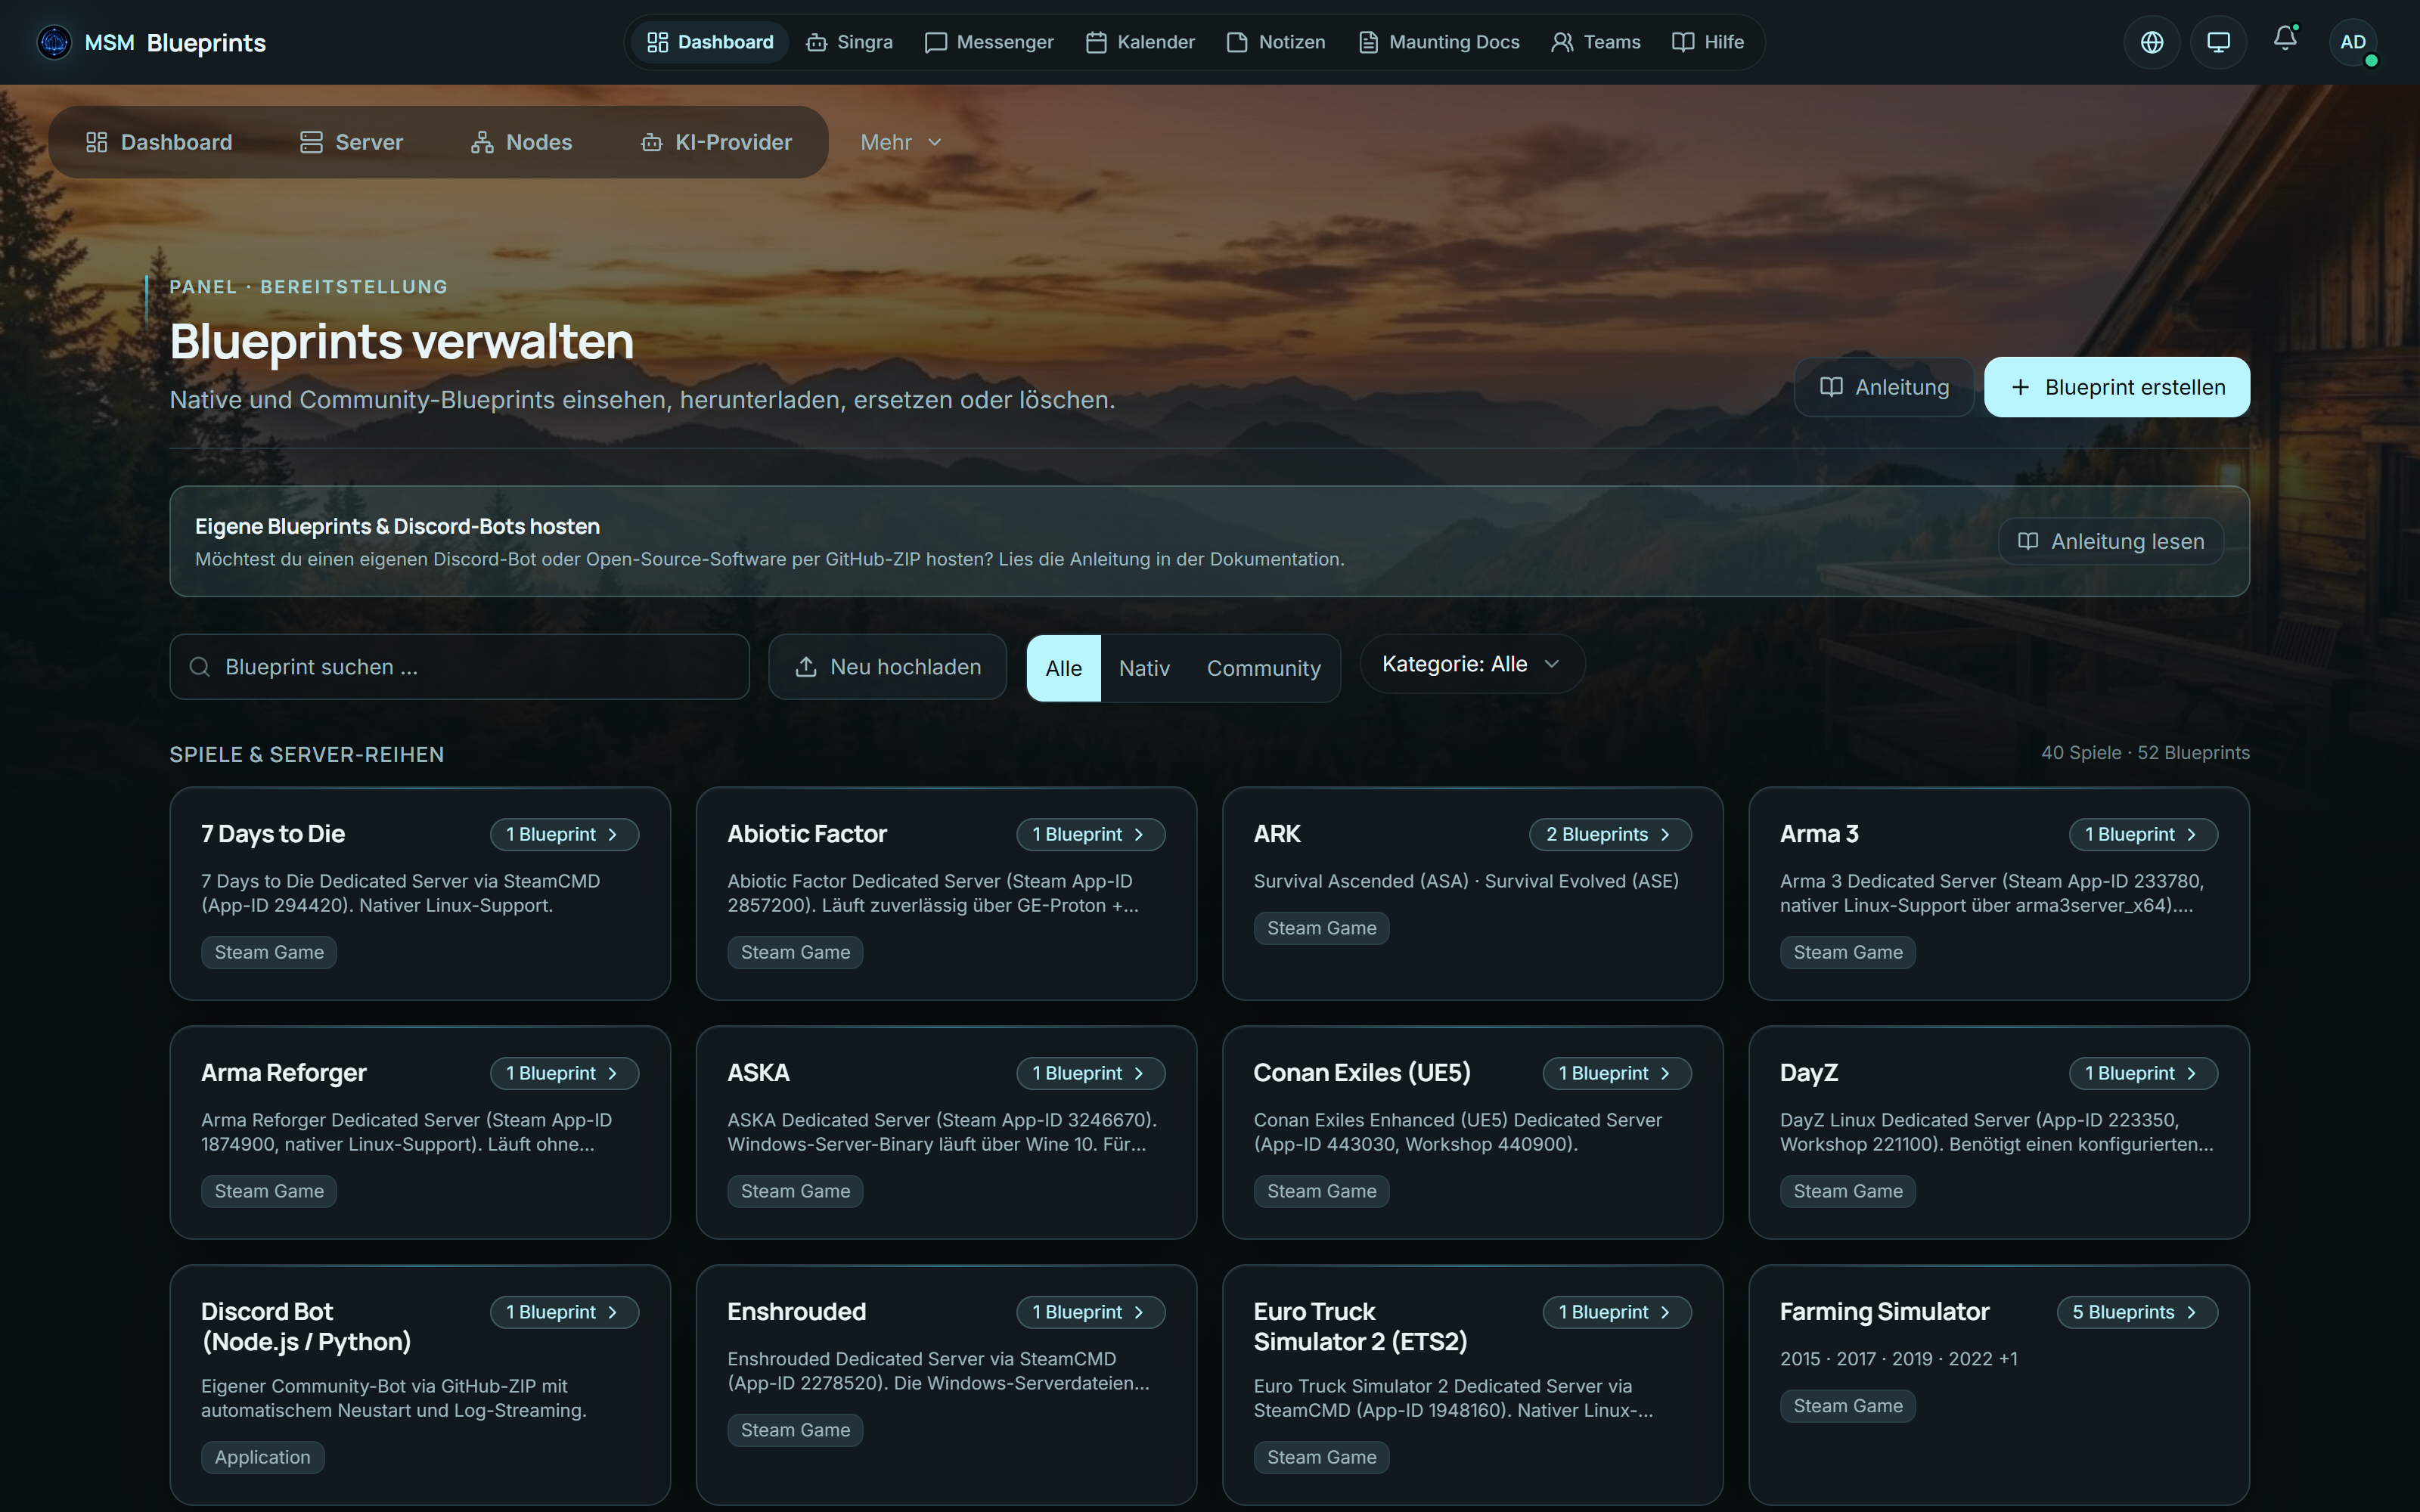 MSM Blueprints
Dashboard
Singra
Messenger
Kalender
Notizen
Maunting Docs
Teams
Hilfe
AD
Dashboard
Server
Nodes
KI-Provider
Mehr
PANEL · BEREITSTELLUNG
Blueprints verwalten
Native und Community-Blueprints einsehen, herunterladen, ersetzen oder löschen.
Anleitung
Blueprint erstellen
Eigene Blueprints & Discord-Bots hosten
Möchtest du einen eigenen Discord-Bot oder Open-Source-Software per GitHub-ZIP hosten? Lies die Anleitung in der Dokumentation.
Anleitung lesen
Blueprint suchen ...
Neu hochladen
Alle
Nativ
Community
Kategorie: Alle
SPIELE & SERVER-REIHEN
40 Spiele · 52 Blueprints
7 Days to Die
1 Blueprint
7 Days to Die Dedicated Server via SteamCMD
(App-ID 294420). Nativer Linux-Support.
Steam Game
Abiotic Factor
1 Blueprint
Abiotic Factor Dedicated Server (Steam App-ID
2857200). Läuft zuverlässig über GE-Proton +...
Steam Game
ARK
2 Blueprints
Survival Ascended (ASA) · Survival Evolved (ASE)
Steam Game
Arma 3
1 Blueprint
Arma 3 Dedicated Server (Steam App-ID 233780,
nativer Linux-Support über arma3server_x64)....
Steam Game
Arma Reforger
1 Blueprint
Arma Reforger Dedicated Server (Steam App-ID
1874900, nativer Linux-Support). Läuft ohne...
Steam Game
ASKA
1 Blueprint
ASKA Dedicated Server (Steam App-ID 3246670).
Windows-Server-Binary läuft über Wine 10. Für...
Steam Game
Conan Exiles (UE5)
1 Blueprint
Conan Exiles Enhanced (UE5) Dedicated Server
(App-ID 443030, Workshop 440900).
Steam Game
DayZ
1 Blueprint
DayZ Linux Dedicated Server (App-ID 223350,
Workshop 221100). Benötigt einen konfigurierten...
Steam Game
Discord Bot
(Node.js / Python)
1 Blueprint
Eigener Community-Bot via GitHub-ZIP mit
automatischem Neustart und Log-Streaming.
Application
Enshrouded
1 Blueprint
Enshrouded Dedicated Server via SteamCMD
(App-ID 2278520). Die Windows-Serverdateien...
Steam Game
Euro Truck
Simulator 2 (ETS2)
1 Blueprint
Euro Truck Simulator 2 Dedicated Server via
SteamCMD (App-ID 1948160). Nativer Linux-...
Steam Game
Farming Simulator
5 Blueprints
2015 · 2017 · 2019 · 2022 +1
Steam Game